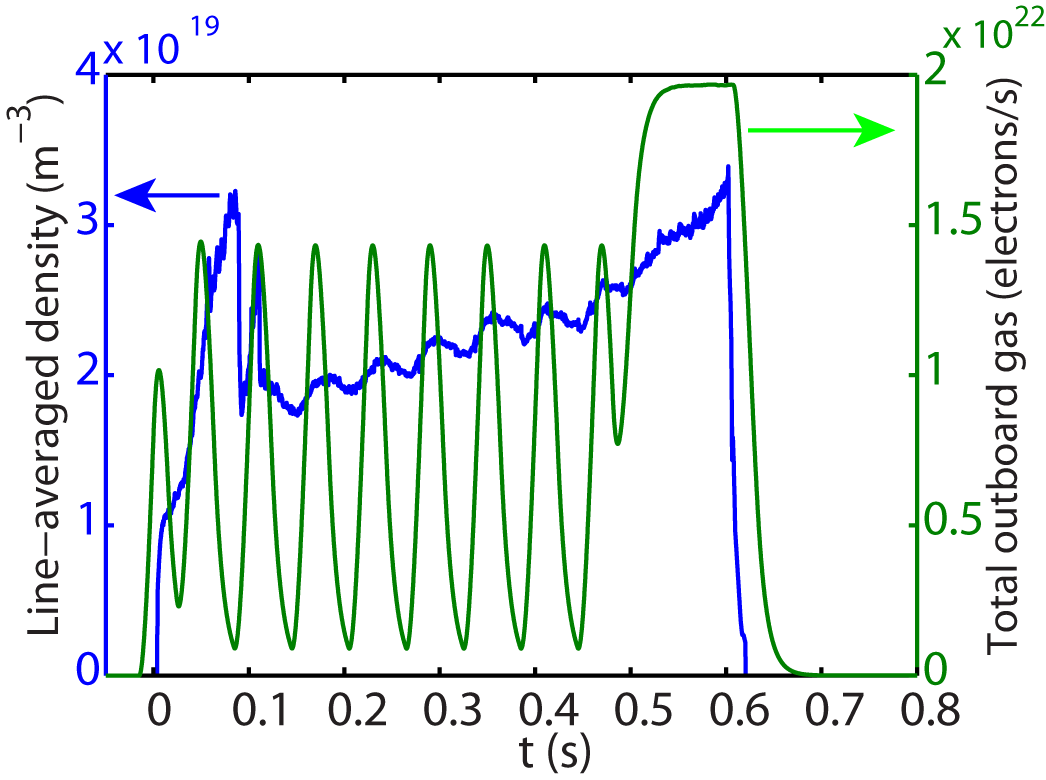 x 10 19
x 10 22
4
3
2
1
0
2
1.5
1
0.5
0
Line−averaged density (m −3)
Total outboard gas (electrons/s)
0 0.1 0.2 0.3 0.4 0.5 0.6 0.7 0.8
t (s)